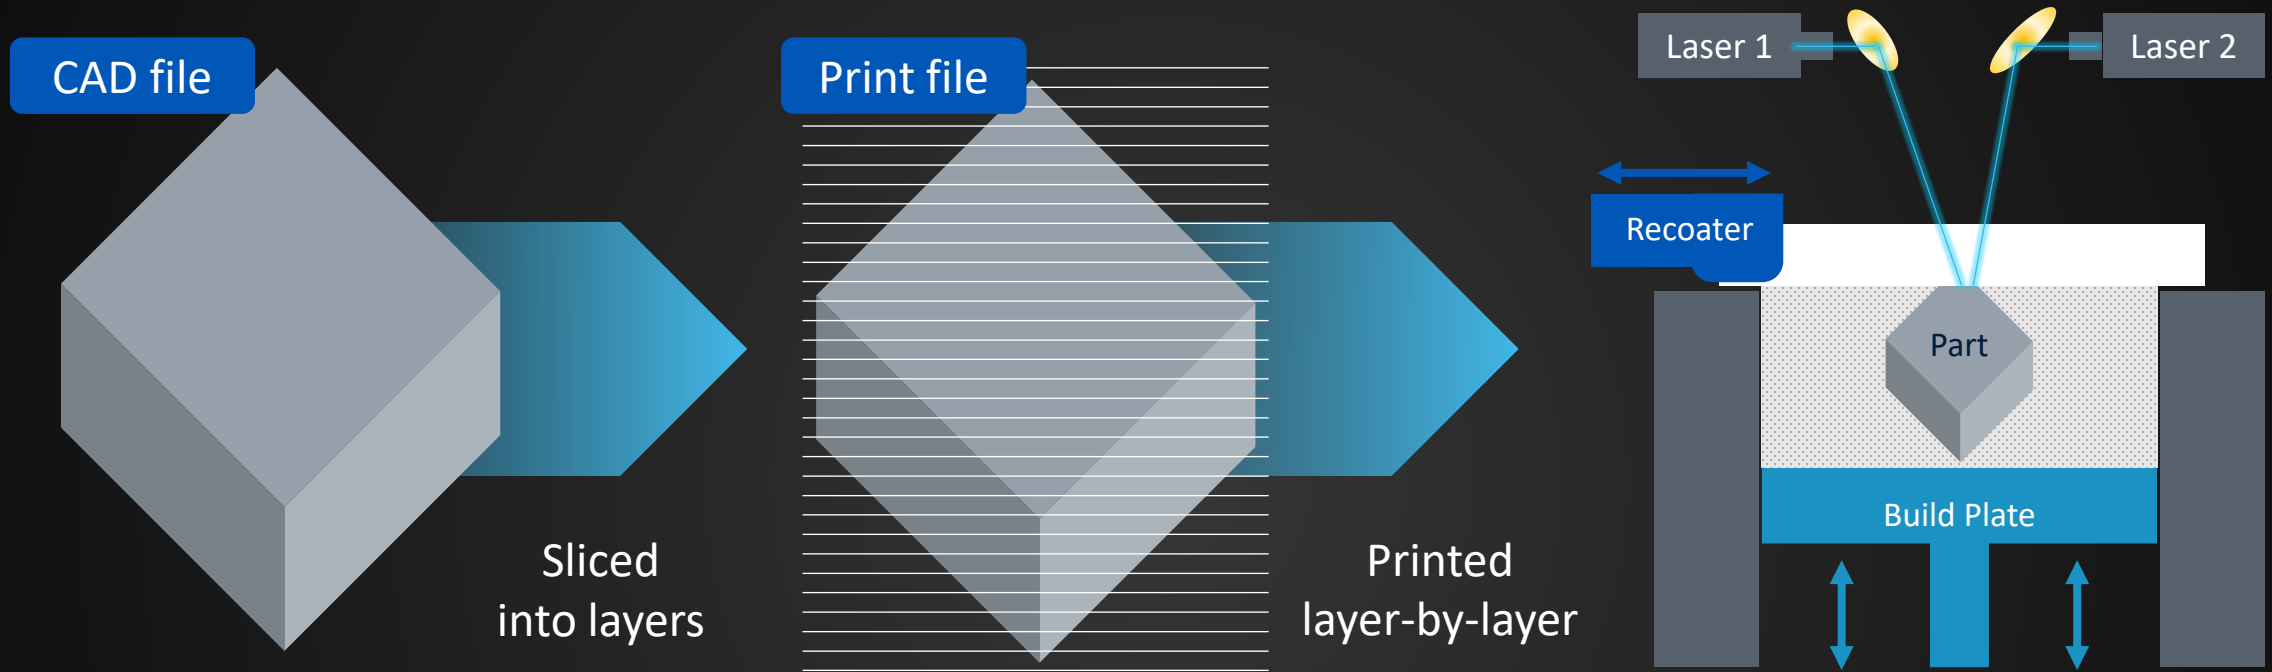 CAD file
Sliced
into layers
Print file
Printed
layer-by-layer
Laser 1
Laser 2
Recoater
Part
Build Plate